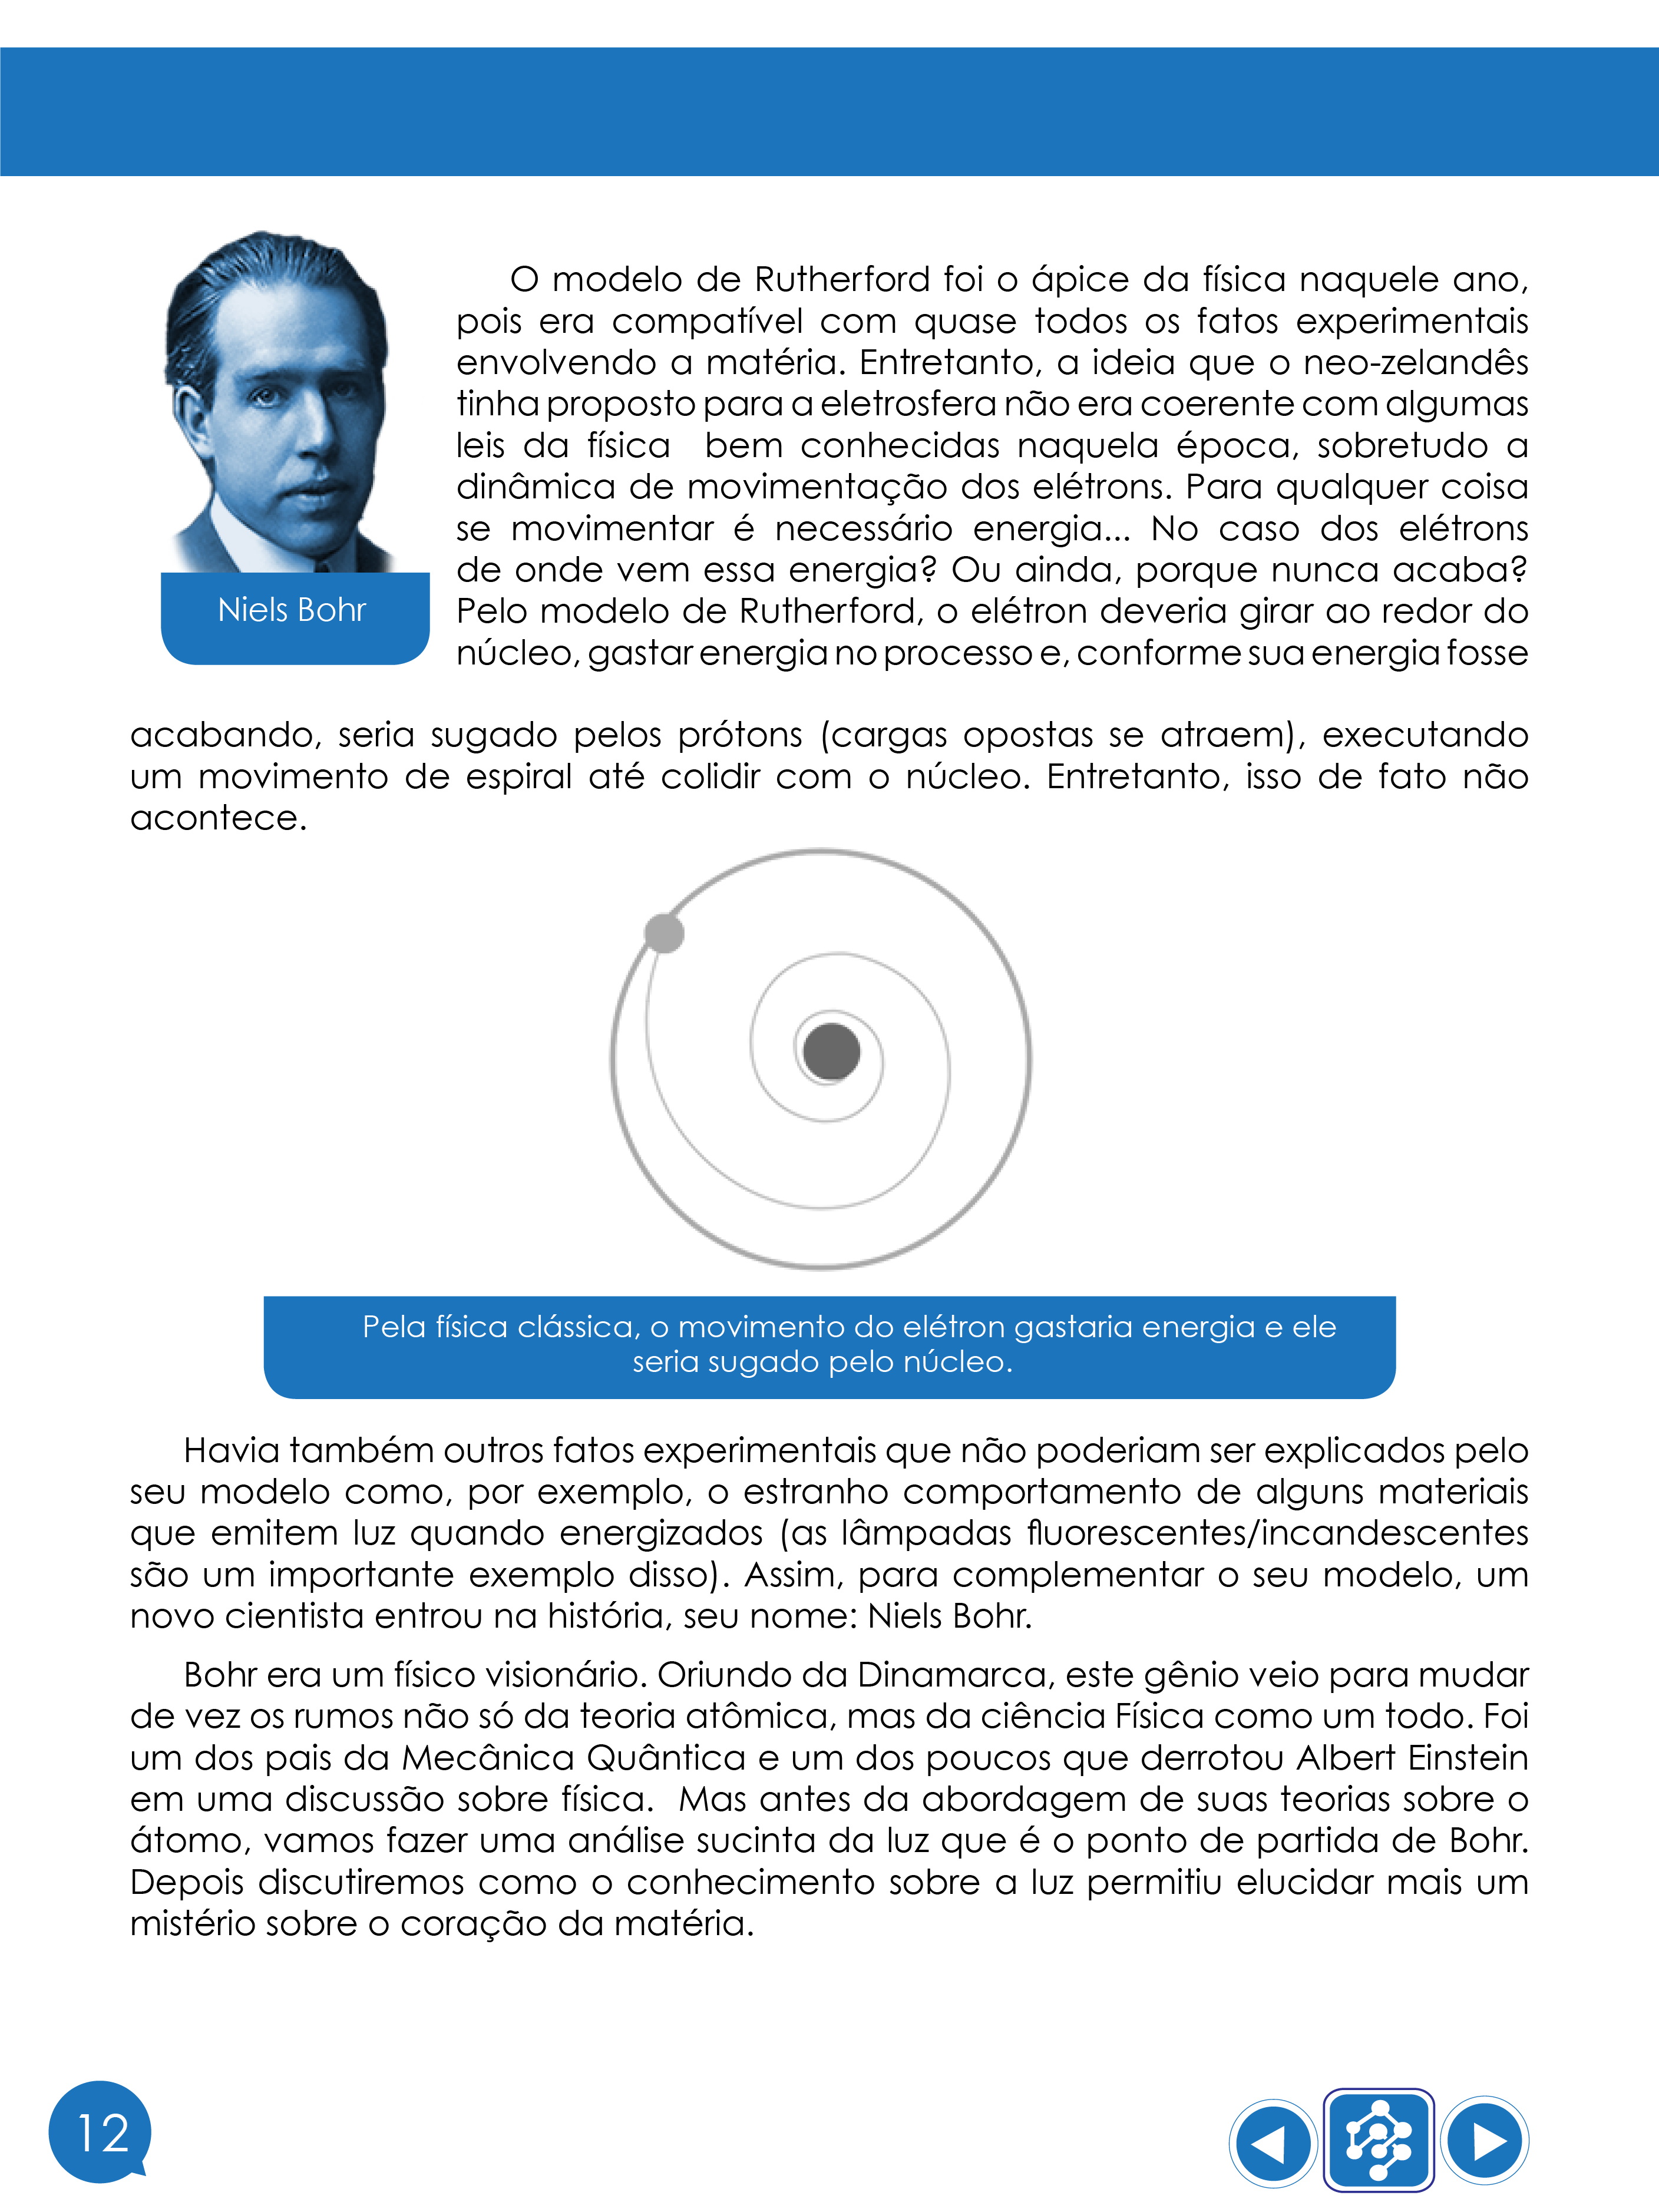 O modelo de Rutherford foi o ápice da física naquele ano,
pois era compatível com quase todos os fatos experimentais
envolvendo a matéria. Entretanto, a ideia que o neo-zelandês
tinha proposto para a eletrosfera não era coerente com algumas
leis da física  bem conhecidas naquela época, sobretudo a
dinâmica de movimentação dos elétrons. Para qualquer coisa
se movimentar é necessário energia... No caso dos elétrons
de onde vem essa energia? Ou ainda, porque nunca acaba?
Pelo modelo de Rutherford, o elétron deveria girar ao redor do
núcleo, gastar energia no processo e, conforme sua energia fosse
Niels Bohr
acabando, seria sugado pelos prótons (cargas opostas se atraem), executando
um movimento de espiral até colidir com o núcleo. Entretanto, isso de fato não
acontece.
Pela física clássica, o movimento do elétron gastaria energia e ele
seria sugado pelo núcleo.
Havia também outros fatos experimentais que não poderiam ser explicados pelo
seu modelo como, por exemplo, o estranho comportamento de alguns materiais
que emitem luz quando energizados (as lâmpadas fluorescentes/incandescentes
são um importante exemplo disso). Assim, para complementar o seu modelo, um
novo cientista entrou na história, seu nome: Niels Bohr.
Bohr era um físico visionário. Oriundo da Dinamarca, este gênio veio para mudar
de vez os rumos não só da teoria atômica, mas da ciência Física como um todo. Foi
um dos pais da Mecânica Quântica e um dos poucos que derrotou Albert Einstein
em uma discussão sobre física.  Mas antes da abordagem de suas teorias sobre o
átomo, vamos fazer uma análise sucinta da luz que é o ponto de partida de Bohr.
Depois discutiremos como o conhecimento sobre a luz permitiu elucidar mais um
mistério sobre o coração da matéria.
12